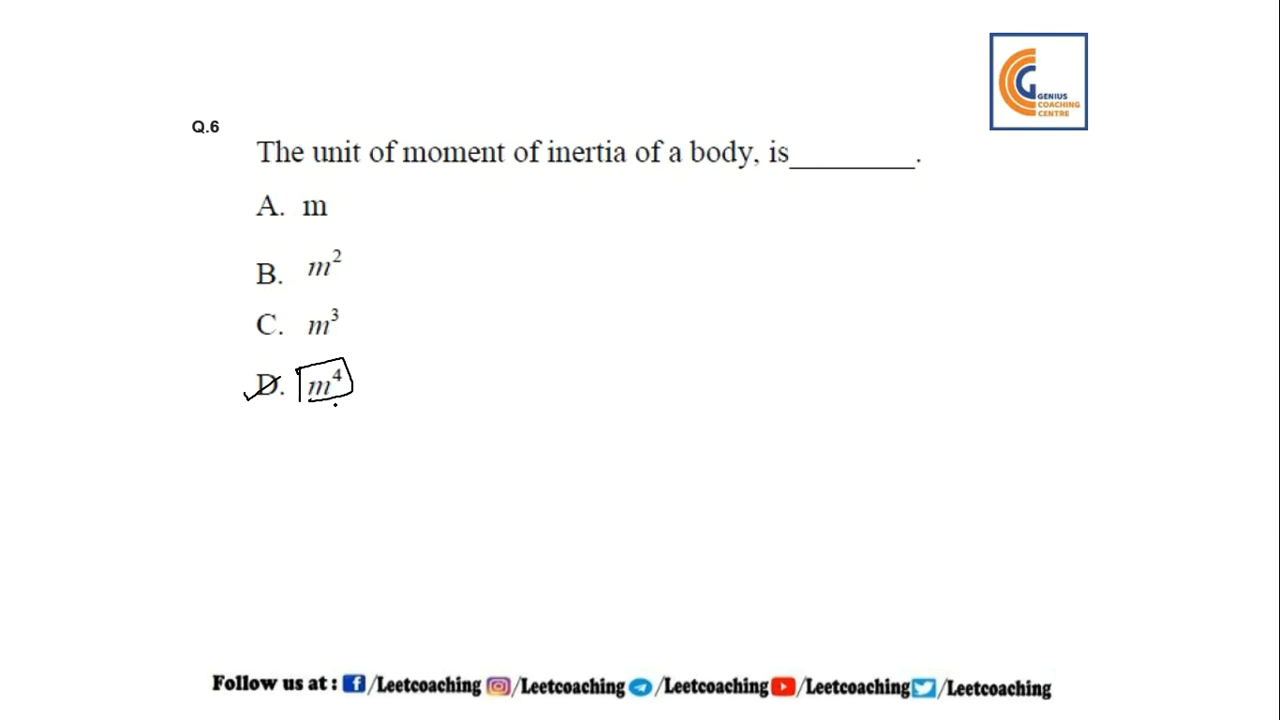 GENIUS
COACHING
CENTRE
Q.6
The unit of moment of inertia of a body, is________.
A. m
B. m²
C. m³
D. m⁴
Follow us at : /Leetcoaching /Leetcoaching /Leetcoaching /Leetcoaching /Leetcoaching